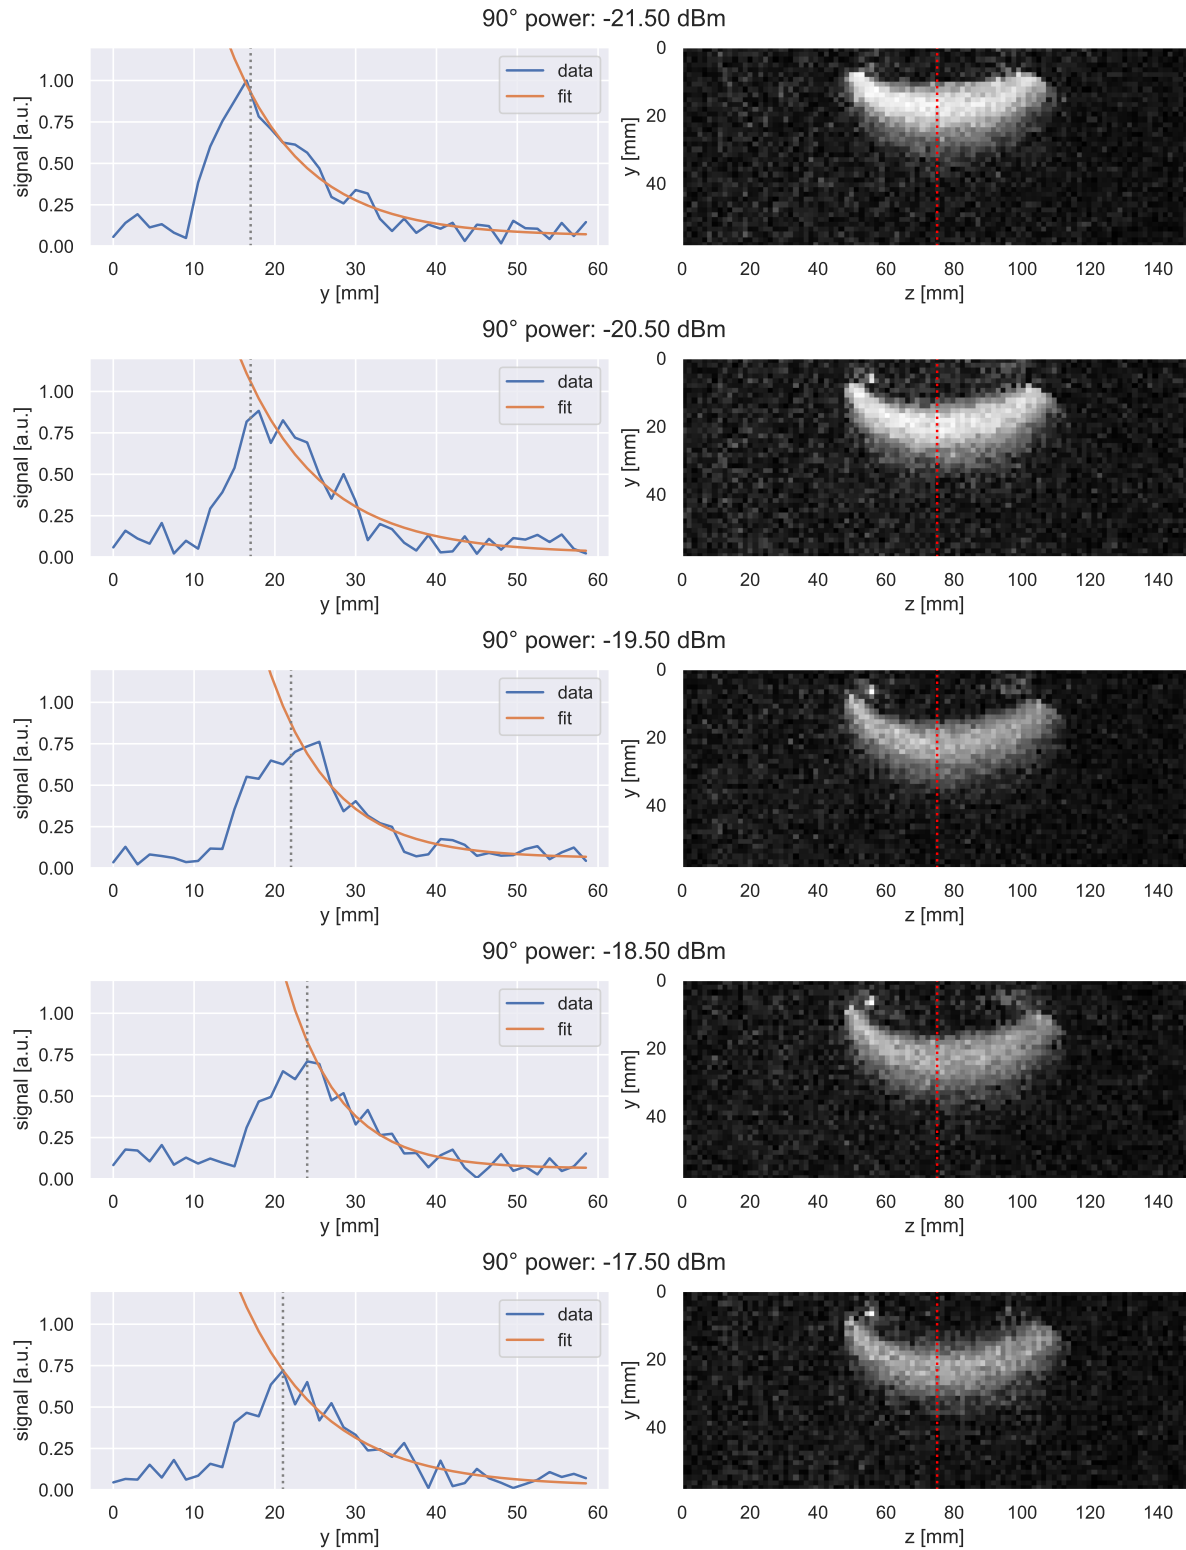 90° power: -21.50 dBm
signal [a.u.]
1.00
0.75
0.50
0.25
0.00
data
fit
0 10 20 30 40 50 60
y [mm]
y [mm]
0
20
40
0 20 40 60 80 100 120 140
z [mm]
90° power: -20.50 dBm
signal [a.u.]
1.00
0.75
0.50
0.25
0.00
data
fit
0 10 20 30 40 50 60
y [mm]
y [mm]
0
20
40
0 20 40 60 80 100 120 140
z [mm]
90° power: -19.50 dBm
signal [a.u.]
1.00
0.75
0.50
0.25
0.00
data
fit
0 10 20 30 40 50 60
y [mm]
y [mm]
0
20
40
0 20 40 60 80 100 120 140
z [mm]
90° power: -18.50 dBm
signal [a.u.]
1.00
0.75
0.50
0.25
0.00
data
fit
0 10 20 30 40 50 60
y [mm]
y [mm]
0
20
40
0 20 40 60 80 100 120 140
z [mm]
90° power: -17.50 dBm
signal [a.u.]
1.00
0.75
0.50
0.25
0.00
data
fit
0 10 20 30 40 50 60
y [mm]
y [mm]
0
20
40
0 20 40 60 80 100 120 140
z [mm]